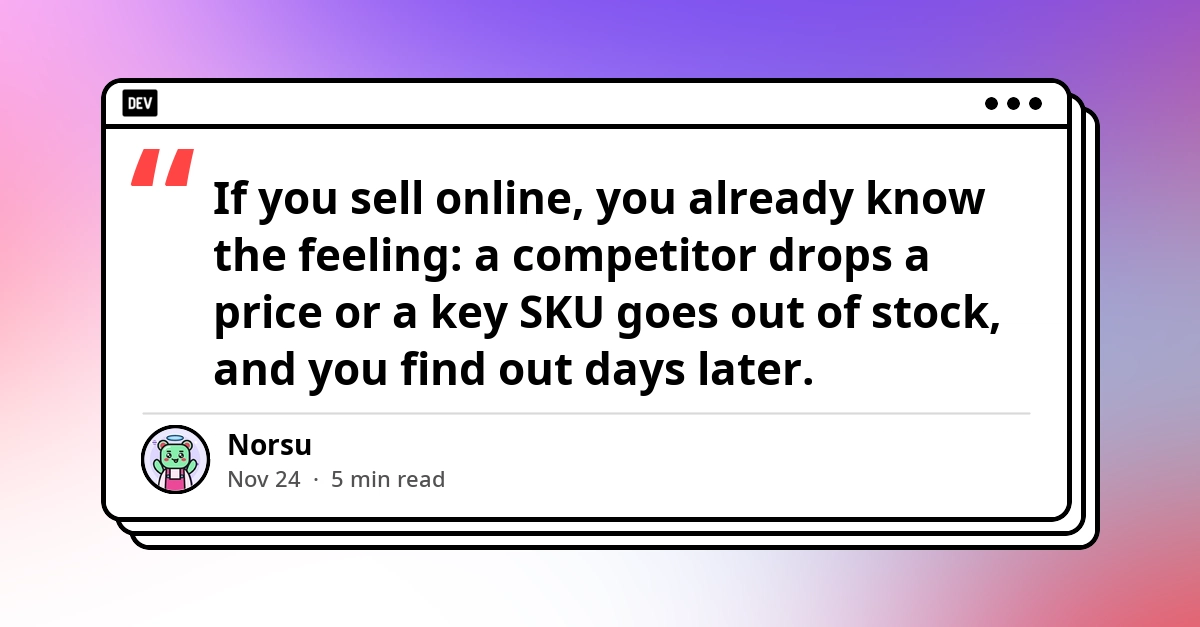 DEV
“
If you sell online, you already know
the feeling: a competitor drops a
price or a key SKU goes out of stock,
and you find out days later.
Norsu
Nov 24 · 5 min read